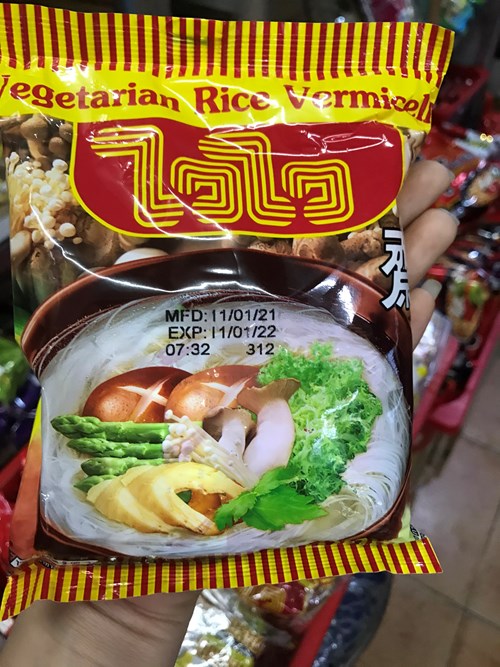 Vegetarian Rice Vermicelli
ไวไว
MFD:11/01/21
EXP:11/01/22
07:32 312